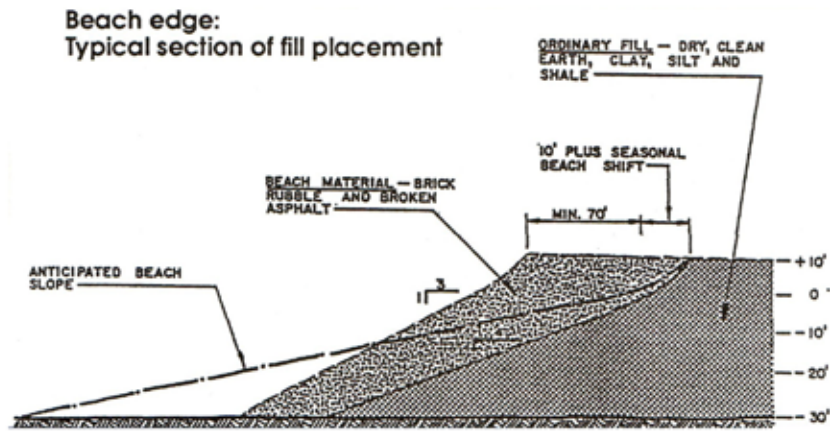 Beach edge:
Typical section of fill placement
ORDINARY FILL — DRY, CLEAN
EARTH, CLAY, SILT AND
SHALE
10' PLUS SEASONAL
BEACH SHIFT
BEACH MATERIAL — BRICK
RUBBLE AND BROKEN
ASPHALT
MIN. 70'
ANTICIPATED BEACH
SLOPE
3
1
+10'
0
-10'
-20'
-30'